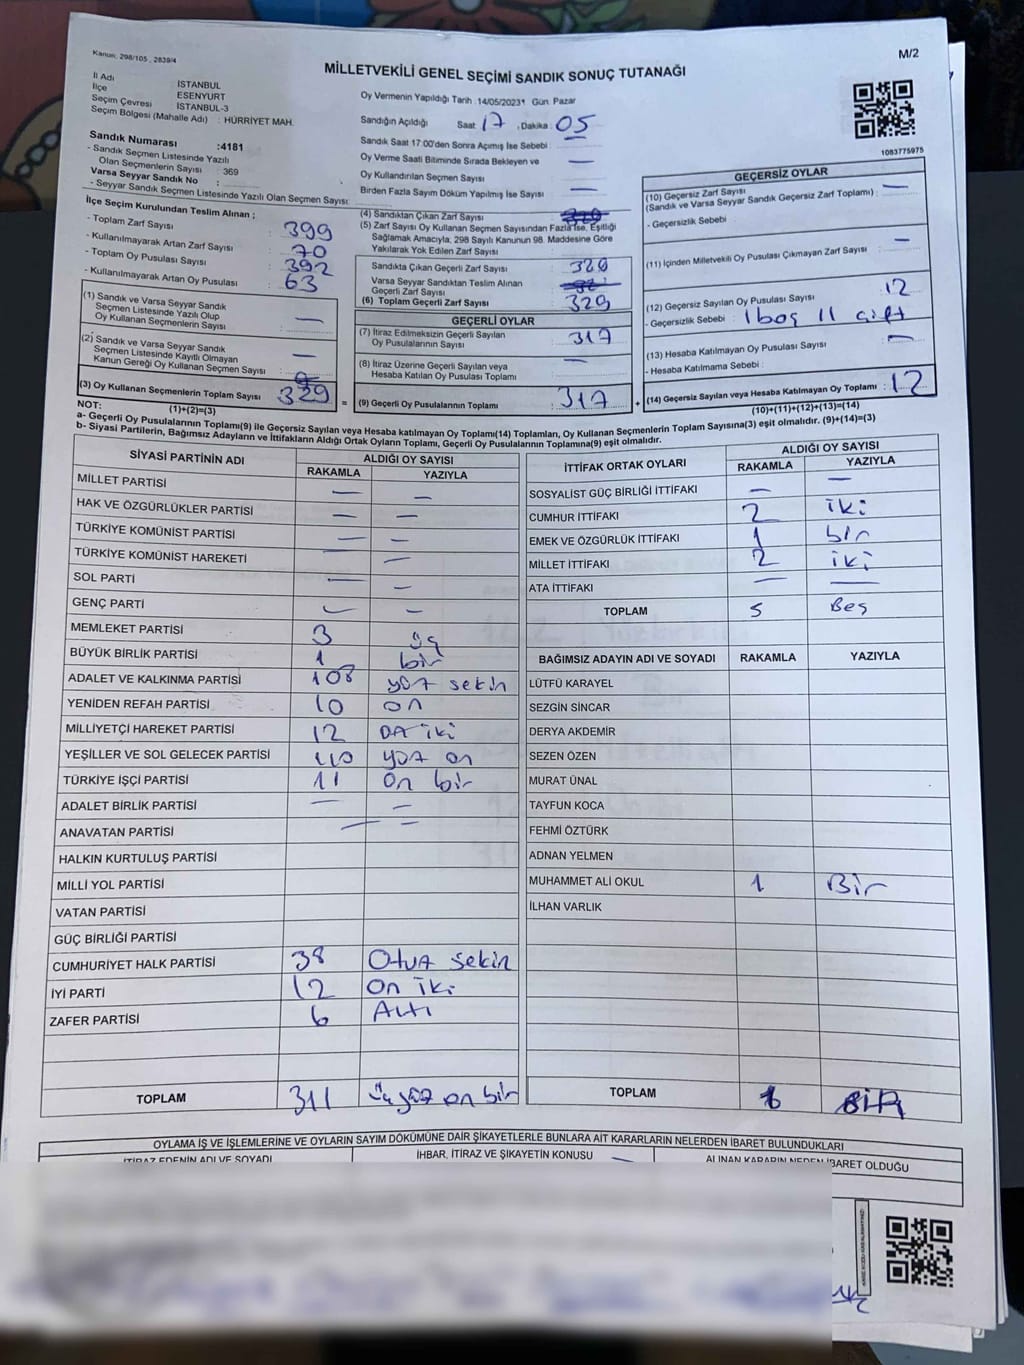 Kanun: 298/105 , 2839/4
M/2
MİLLETVEKİLİ GENEL SEÇİMİ SANDIK SONUÇ TUTANAĞI
İl Adı İSTANBUL
İlçe ESENYURT
Seçim Çevresi İSTANBUL-3
Seçim Bölgesi (Mahalle Adı) : HÜRRİYET MAH.
Sandık Numarası :4181
- Sandık Seçmen Listesinde Yazılı
Olan Seçmenlerin Sayısı : 369
Varsa Seyyar Sandık No :
- Seyyar Sandık Seçmen Listesinde Yazılı Olan Seçmen Sayısı:
Oy Vermenin Yapıldığı Tarih :14/05/2023 Gün: Pazar
Sandığın Açıldığı Saat 17 , Dakika 05
Sandık Saat 17:00'den Sonra Açımış İse Sebebi :
Oy Verme Saati Bitiminde Sırada Bekleyen ve —
Oy Kullandırılan Seçmen Sayısı
Birden Fazla Sayım Döküm Yapılmış İse Sayısı —
1083775975
İlçe Seçim Kurulundan Teslim Alınan ;
- Toplam Zarf Sayısı : 399
- Kullanılmayarak Artan Zarf Sayısı : 70
- Toplam Oy Pusulası Sayısı : 392
- Kullanılmayarak Artan Oy Pusulası : 63
(1) Sandık ve Varsa Seyyar Sandık
Seçmen Listesinde Yazılı Olup
Oy Kullanan Seçmenlerin Sayısı : —
(2) Sandık ve Varsa Seyyar Sandık
Seçmen Listesinde Kayıtlı Olmayan
Kanun Gereği Oy Kullanan Seçmen Sayısı : —
(3) Oy Kullanan Seçmenlerin Toplam Sayısı 329
(1)+(2)=(3)
(4) Sandıktan Çıkan Zarf Sayısı
(5) Zarf Sayısı Oy Kullanan Seçmen Sayısından Fazla İse, Eşitliği
Sağlamak Amacıyla, 298 Sayılı Kanunun 98. Maddesine Göre
Yakılarak Yok Edilen Zarf Sayısı
Sandıkta Çıkan Geçerli Zarf Sayısı 329
Varsa Seyyar Sandıktan Teslim Alınan
Geçerli Zarf Sayısı
(6) Toplam Geçerli Zarf Sayısı 329
GEÇERLİ OYLAR
(7) İtiraz Edilmeksizin Geçerli Sayılan
Oy Pusulalarının Sayısı : 317
(8) İtiraz Üzerine Geçerli Sayılan veya
Hesaba Katılan Oy Pusulası Toplamı : —
= (9) Geçerli Oy Pusulalarının Toplamı : 317 +
GEÇERSİZ OYLAR
(10) Geçersiz Zarf Sayısı
(Sandık ve Varsa Seyyar Sandık Geçersiz Zarf Toplamı) : —
- Geçersizlik Sebebi :
(11) İçinden Milletvekili Oy Pusulası Çıkmayan Zarf Sayısı : —
(12) Geçersiz Sayılan Oy Pusulası Sayısı : 12
- Geçersizlik Sebebi : 1 boş 11 çift
(13) Hesaba Katılmayan Oy Pusulası Sayısı : —
- Hesaba Katılmama Sebebi :
(14) Geçersiz Sayılan veya Hesaba Katılmayan Oy Toplamı : 12
(10)+(11)+(12)+(13)=(14)
NOT:
a- Geçerli Oy Pusulasının Toplamı(9) ile Geçersiz Sayılan veya Hesaba katılmayan Oy Toplamı(14) Toplamları, Oy Kullanan Seçmenlerin Toplam Sayısına(3) eşit olmalıdır. (9)+(14)=(3)
b- Siyasi Partilerin, Bağımsız Adayların ve İttifakların Aldığı Ortak Oyların Toplamı, Geçerli Oy Pusulalarının Toplamına(9) eşit olmalıdır.
SİYASİ PARTİNİN ADI ALDIĞI OY SAYISI
RAKAMLA YAZIYLA
MİLLET PARTİSİ — —
HAK VE ÖZGÜRLÜKLER PARTİSİ — —
TÜRKİYE KOMÜNİST PARTİSİ — —
TÜRKİYE KOMÜNİST HAREKETİ —
SOL PARTİ — —
GENÇ PARTİ — —
MEMLEKET PARTİSİ 3 üç
BÜYÜK BİRLİK PARTİSİ 1 bir
ADALET VE KALKINMA PARTİSİ 108 yüz sekiz
YENİDEN REFAH PARTİSİ 10 on
MİLLİYETÇİ HAREKET PARTİSİ 12 on iki
YEŞİLLER VE SOL GELECEK PARTİSİ 110 yüz on
TÜRKİYE İŞÇİ PARTİSİ 11 on bir
ADALET BİRLİK PARTİSİ — —
ANAVATAN PARTİSİ — —
HALKIN KURTULUŞ PARTİSİ
MİLLİ YOL PARTİSİ
VATAN PARTİSİ
GÜÇ BİRLİĞİ PARTİSİ
CUMHURİYET HALK PARTİSİ 38 Otuz sekiz
İYİ PARTİ 12 On iki
ZAFER PARTİSİ 6 Altı
TOPLAM 311 üçyüz on bir
İTTİFAK ORTAK OYLARI ALDIĞI OY SAYISI
RAKAMLA YAZIYLA
SOSYALİST GÜÇ BİRLİĞİ İTTİFAKI — —
CUMHUR İTTİFAKI 2 iki
EMEK VE ÖZGÜRLÜK İTTİFAKI 1 bir
MİLLET İTTİFAKI 2 iki
ATA İTTİFAKI — —
TOPLAM 5 Beş
BAĞIMSIZ ADAYIN ADI VE SOYADI RAKAMLA YAZIYLA
LÜTFÜ KARAYEL
SEZGİN SİNCAR
DERYA AKDEMİR
SEZEN ÖZEN
MURAT ÜNAL
TAYFUN KOCA
FEHMİ ÖZTÜRK
ADNAN YELMEN
MUHAMMET ALİ OKUL 1 Bir
İLHAN VARLIK
TOPLAM 1 BİR
OYLAMA İŞ VE İŞLEMLERİNE VE OYLARIN SAYIM DÖKÜMÜNE DAİR ŞİKAYETLERLE BUNLARA AİT KARARLARIN NELERDEN İBARET BULUNDUKLARI
İTİRAZ EDENİN ADI VE SOYADI İHBAR, İTİRAZ VE ŞİKAYETİN KONUSU ALINAN KARARIN NEDEN İBARET OLDUĞU